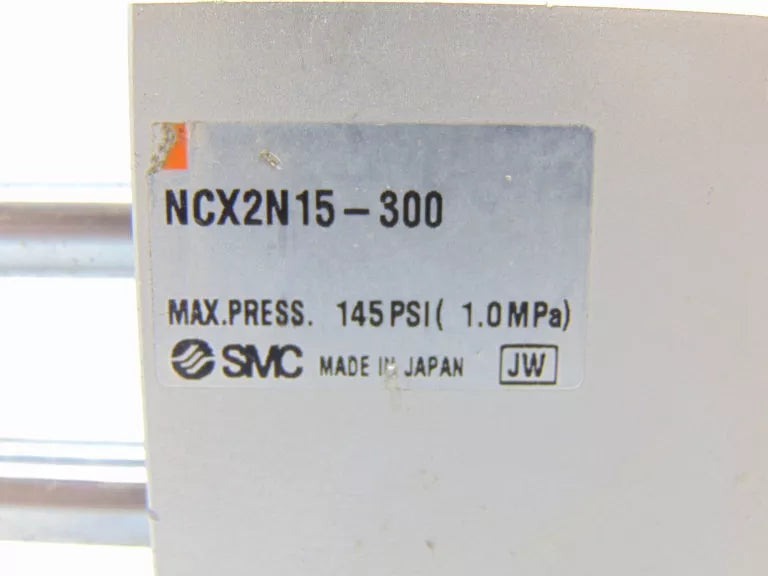 NCX2N15-300
MAX.PRESS. 145PSI( 1.0MPa)
SMC MADE IN JAPAN JW